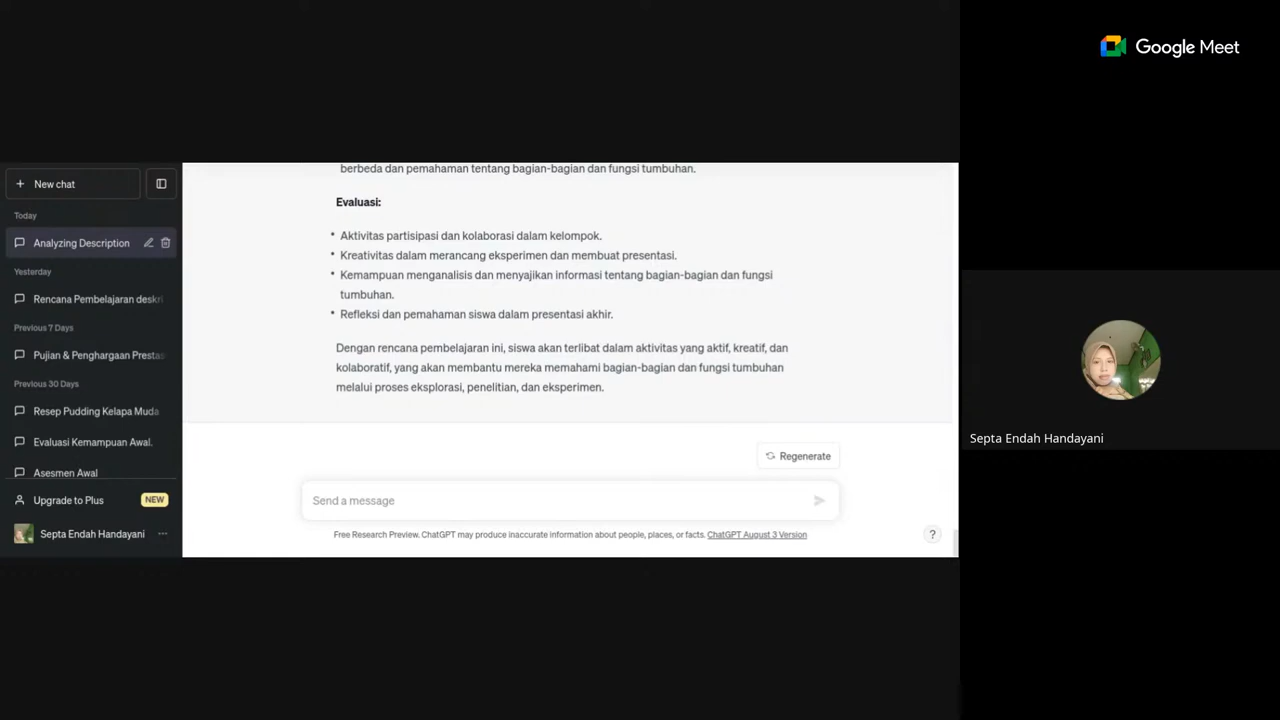 Google Meet
New chat
Today
Analyzing Description
Yesterday
Rencana Pembelajaran deskri
Previous 7 Days
Pujian & Penghargaan Prestas
Previous 30 Days
Resep Pudding Kelapa Muda
Evaluasi Kemampuan Awal.
Asesmen Awal
Upgrade to Plus NEW
Septa Endah Handayani
berbeda dan pemahaman tentang bagian-bagian dan fungsi tumbuhan.
Evaluasi:
• Aktivitas partisipasi dan kolaborasi dalam kelompok.
• Kreativitas dalam merancang eksperimen dan membuat presentasi.
• Kemampuan menganalisis dan menyajikan informasi tentang bagian-bagian dan fungsi
tumbuhan.
• Refleksi dan pemahaman siswa dalam presentasi akhir.
Dengan rencana pembelajaran ini, siswa akan terlibat dalam aktivitas yang aktif, kreatif, dan
kolaboratif, yang akan membantu mereka memahami bagian-bagian dan fungsi tumbuhan
melalui proses eksplorasi, penelitian, dan eksperimen.
Regenerate
Send a message
Free Research Preview. ChatGPT may produce inaccurate information about people, places, or facts. ChatGPT August 3 Version
?
Septa Endah Handayani